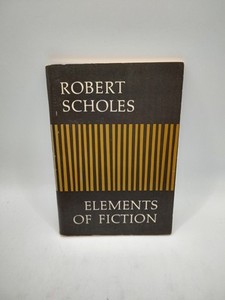 ROBERT
SCHOLES
ELEMENTS
OF FICTION